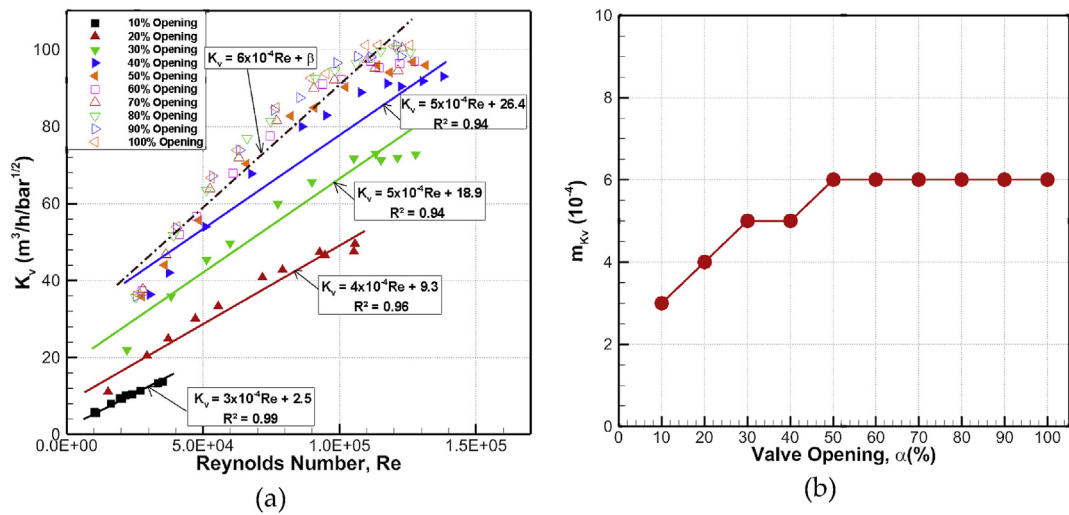 10% Opening
20% Opening
30% Opening
40% Opening
50% Opening
60% Opening
70% Opening
80% Opening
90% Opening
100% Opening
Kᵥ = 6x10⁻⁴Re + β
Kᵥ = 5x10⁻⁴Re + 26.4
R² = 0.94
Kᵥ = 5x10⁻⁴Re + 18.9
R² = 0.94
Kᵥ = 4x10⁻⁴Re + 9.3
R² = 0.96
Kᵥ = 3x10⁻⁴Re + 2.5
R² = 0.99
100
80
60
40
20
0
Kᵥ (m³/h/bar¹ᐟ²)
0.0E+00 5.0E+04 1.0E+05 1.5E+05
Reynolds Number, Re
(a)
10
8
6
4
2
0
m_Kv (10⁻⁴)
0 10 20 30 40 50 60 70 80 90 100
Valve Opening, α(%)
(b)